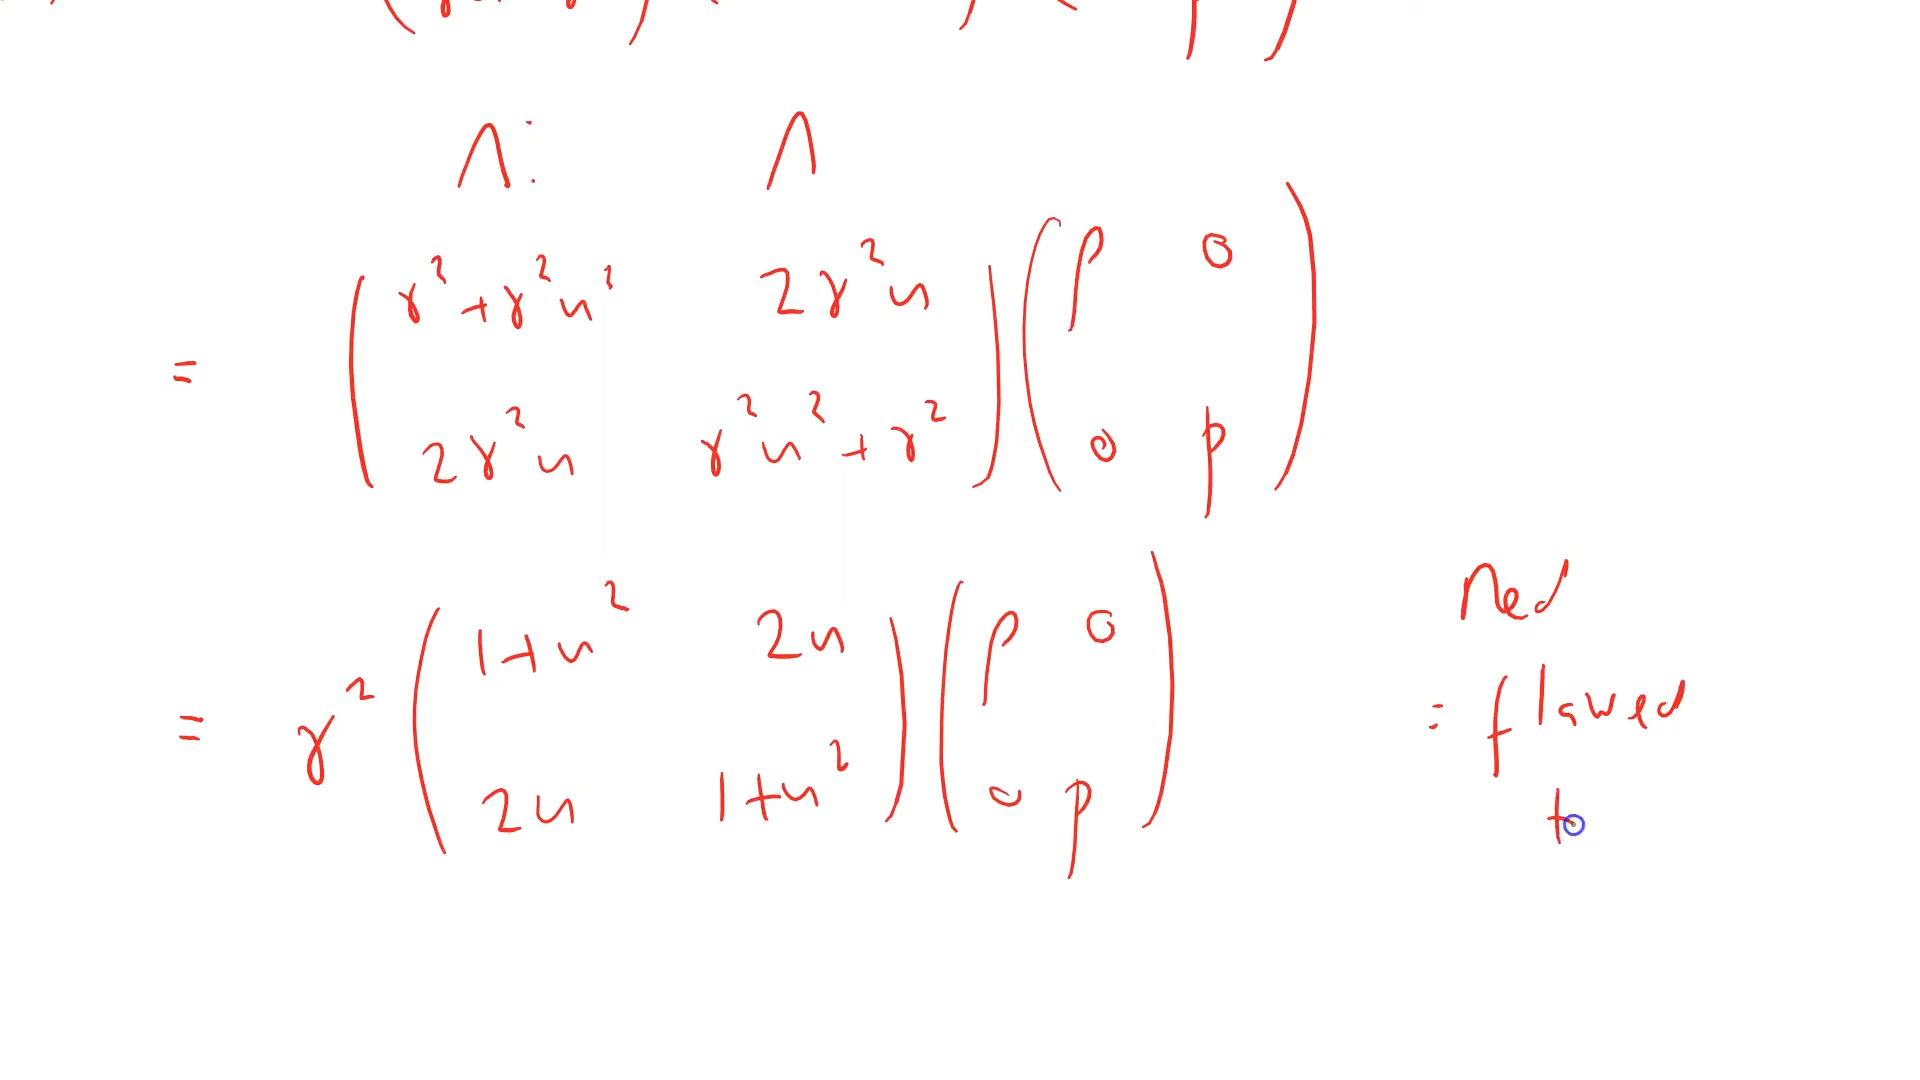 Λ : Λ
= ( γ² + γ²u² 2γ²u ) ( ρ 0 )
( 2γ²u γ²u² + γ² ) ( 0 p )
= γ² ( 1+u² 2u ) ( ρ 0 )
( 2u 1+u² ) ( 0 p )
Ned
= flawed
to